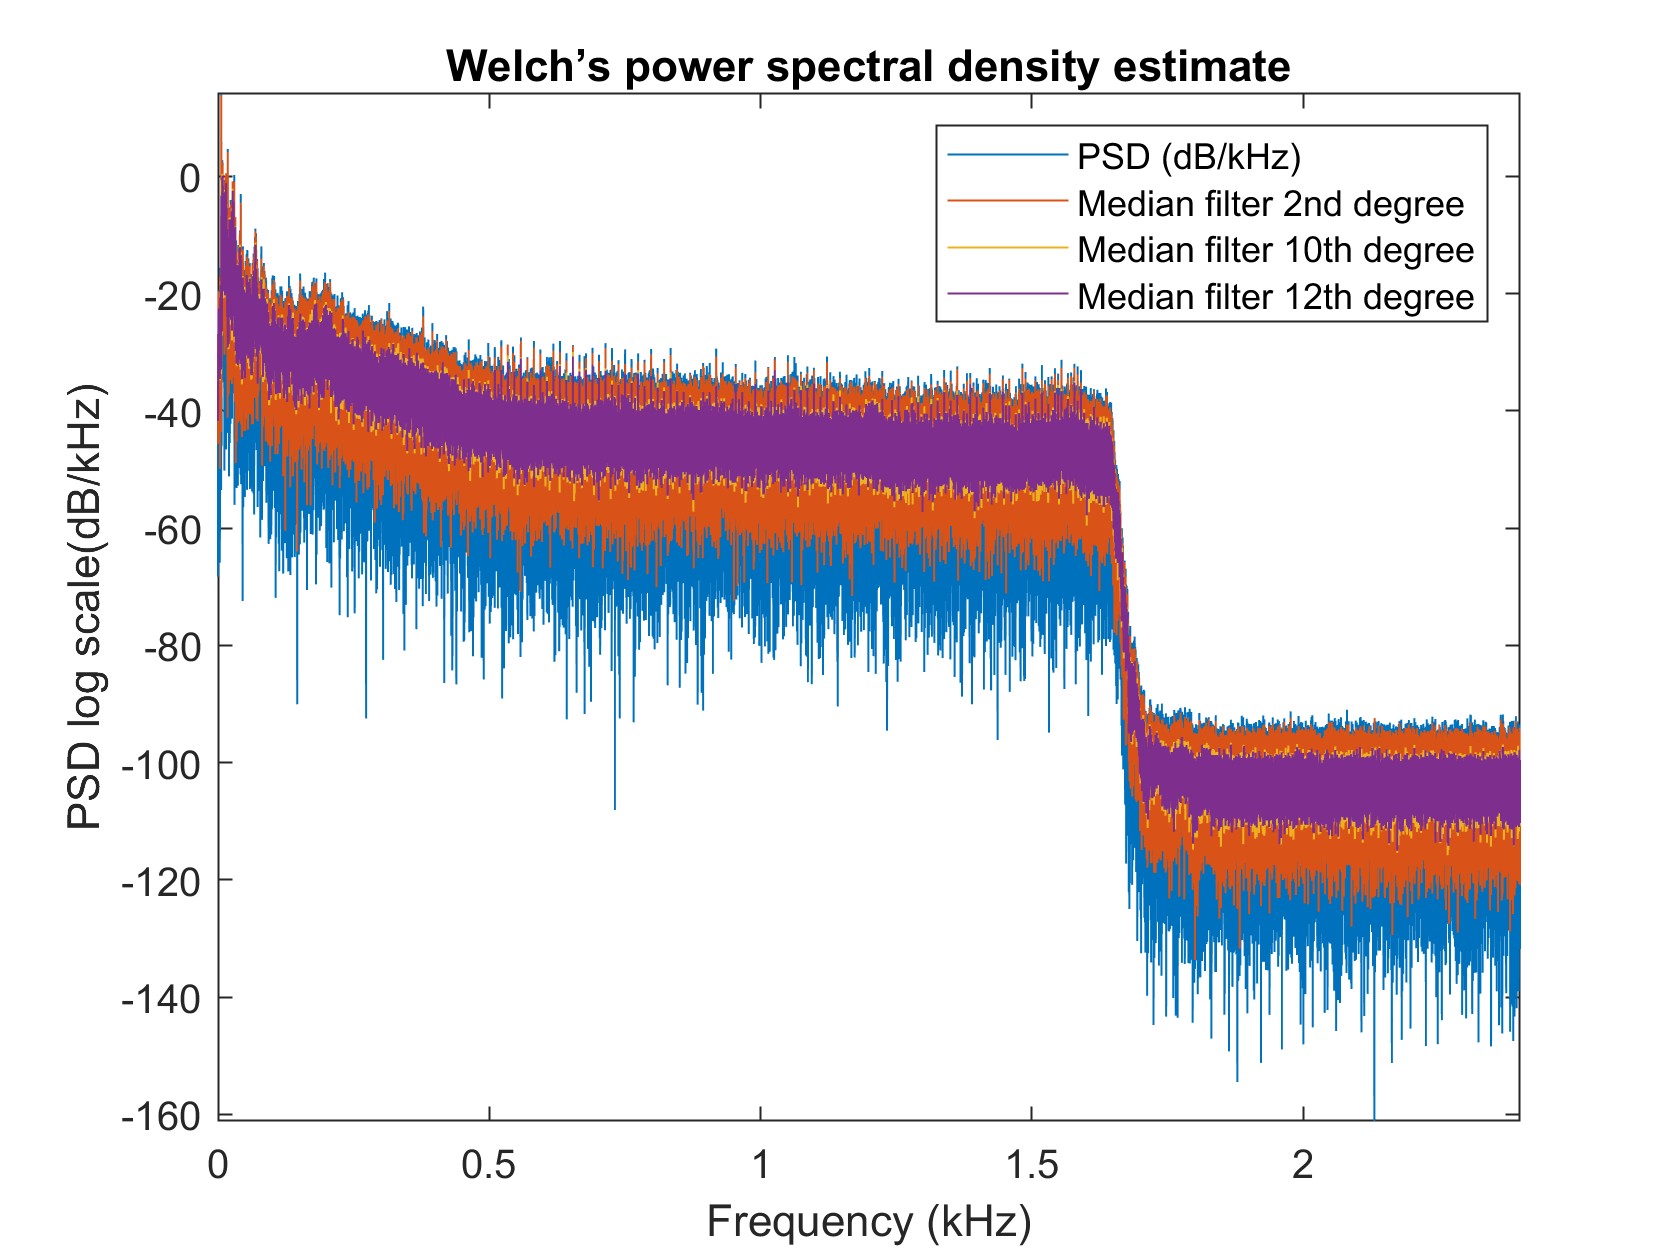 Welch’s power spectral density estimate
PSD (dB/kHz)
Median filter 2nd degree
Median filter 10th degree
Median filter 12th degree
PSD log scale(dB/kHz)
0
-20
-40
-60
-80
-100
-120
-140
-160
0
0.5
1
1.5
2
Frequency (kHz)